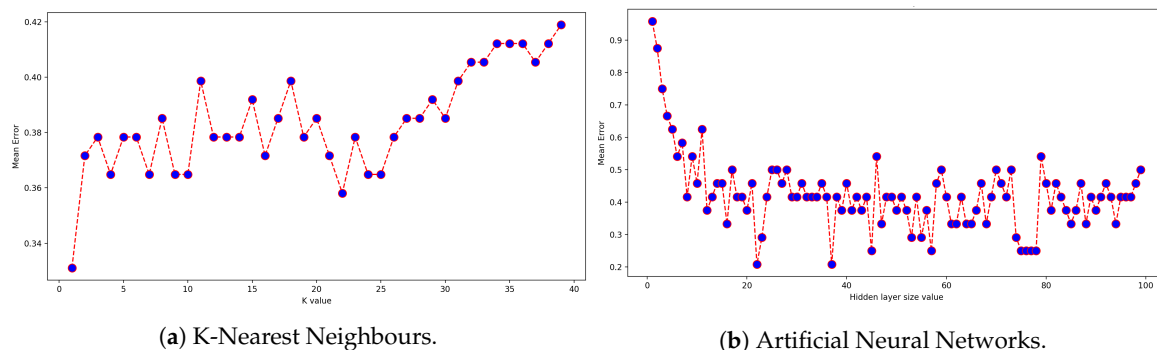 0.42
0.40
0.38
0.36
0.34
Mean Error
0 5 10 15 20 25 30 35 40
K value
(a) K-Nearest Neighbours.
0.9
0.8
0.7
0.6
0.5
0.4
0.3
0.2
Mean Error
0 20 40 60 80 100
Hidden layer size value
(b) Artificial Neural Networks.